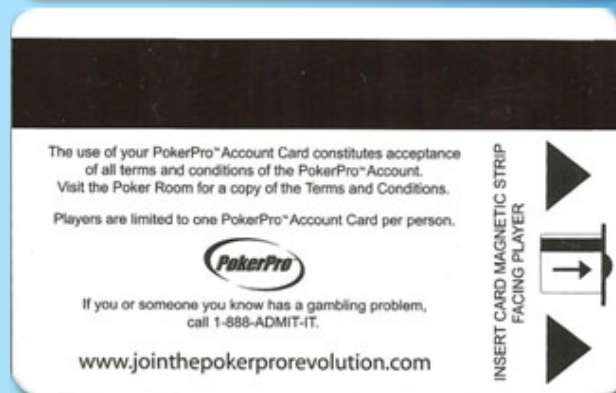 The use of your PokerPro™ Account Card constitutes acceptance
of all terms and conditions of the PokerPro™ Account.
Visit the Poker Room for a copy of the Terms and Conditions.
Players are limited to one PokerPro™ Account Card per person.
PokerPro
If you or someone you know has a gambling problem,
call 1-888-ADMIT-IT.
www.jointhepokerprorevolution.com
INSERT CARD MAGNETIC STRIP
FACING PLAYER